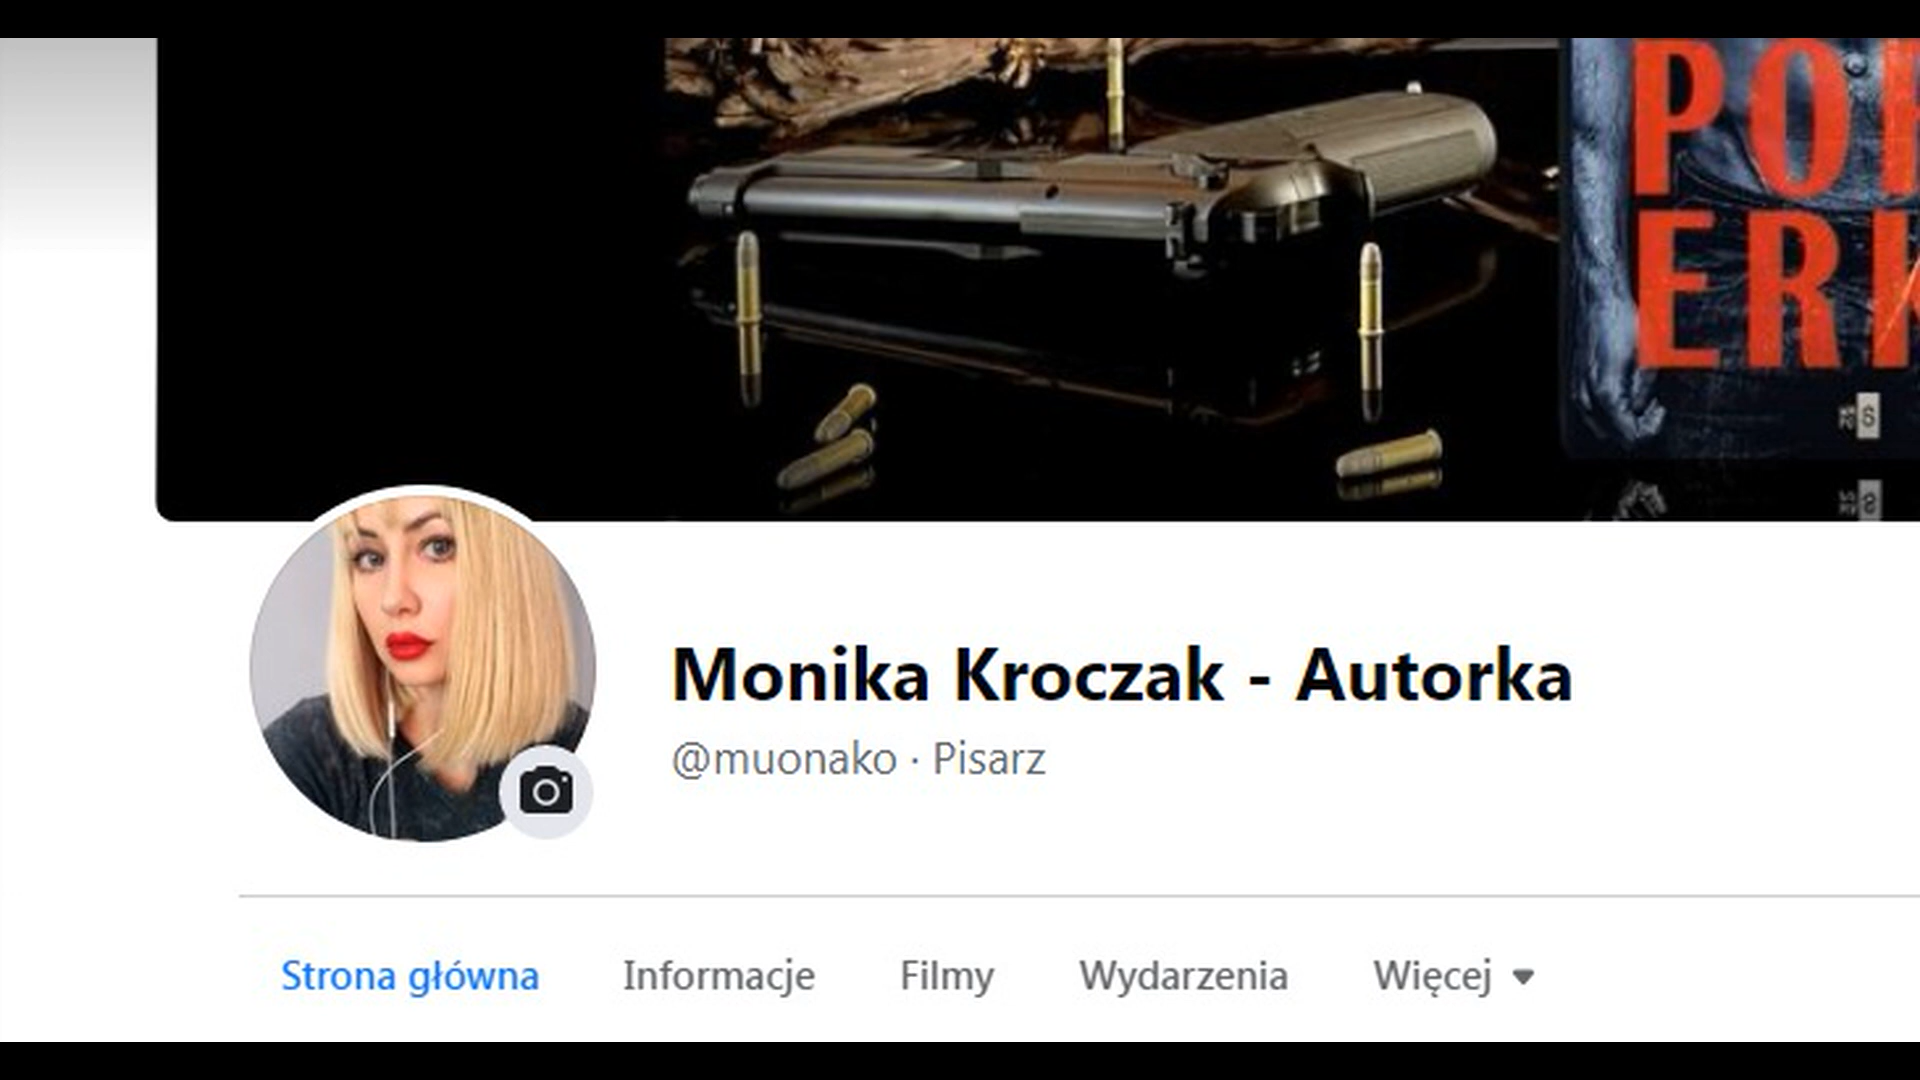 Monika Kroczak - Autorka
@muonako · Pisarz
Strona główna
Informacje
Filmy
Wydarzenia
Więcej